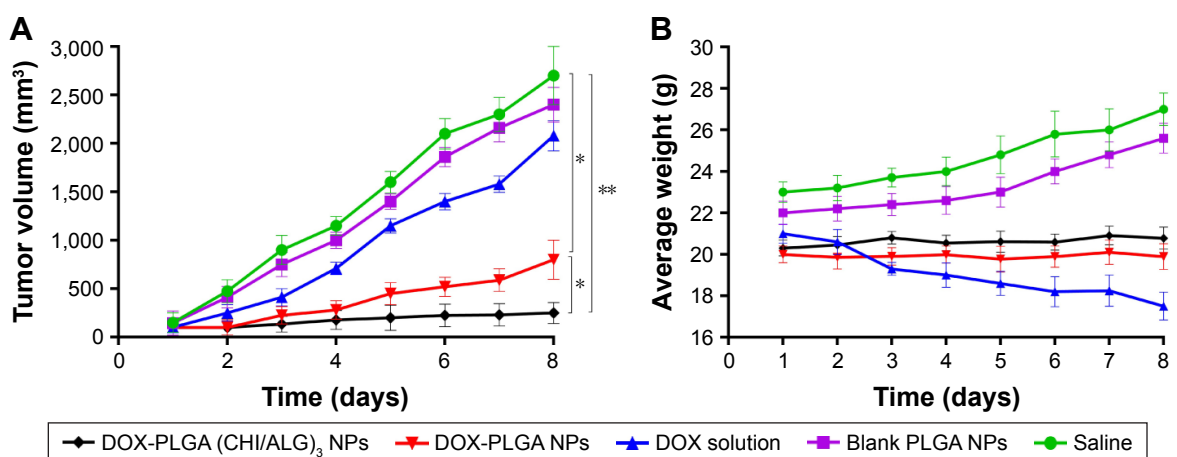 A
Tumor volume (mm³)
3,000
2,500
2,000
1,500
1,000
500
0
0 2 4 6 8
Time (days)
*
**
*
B
Average weight (g)
30
28
26
24
22
20
18
16
0 1 2 3 4 5 6 7 8
Time (days)
DOX-PLGA (CHI/ALG)₃ NPs DOX-PLGA NPs DOX solution Blank PLGA NPs Saline